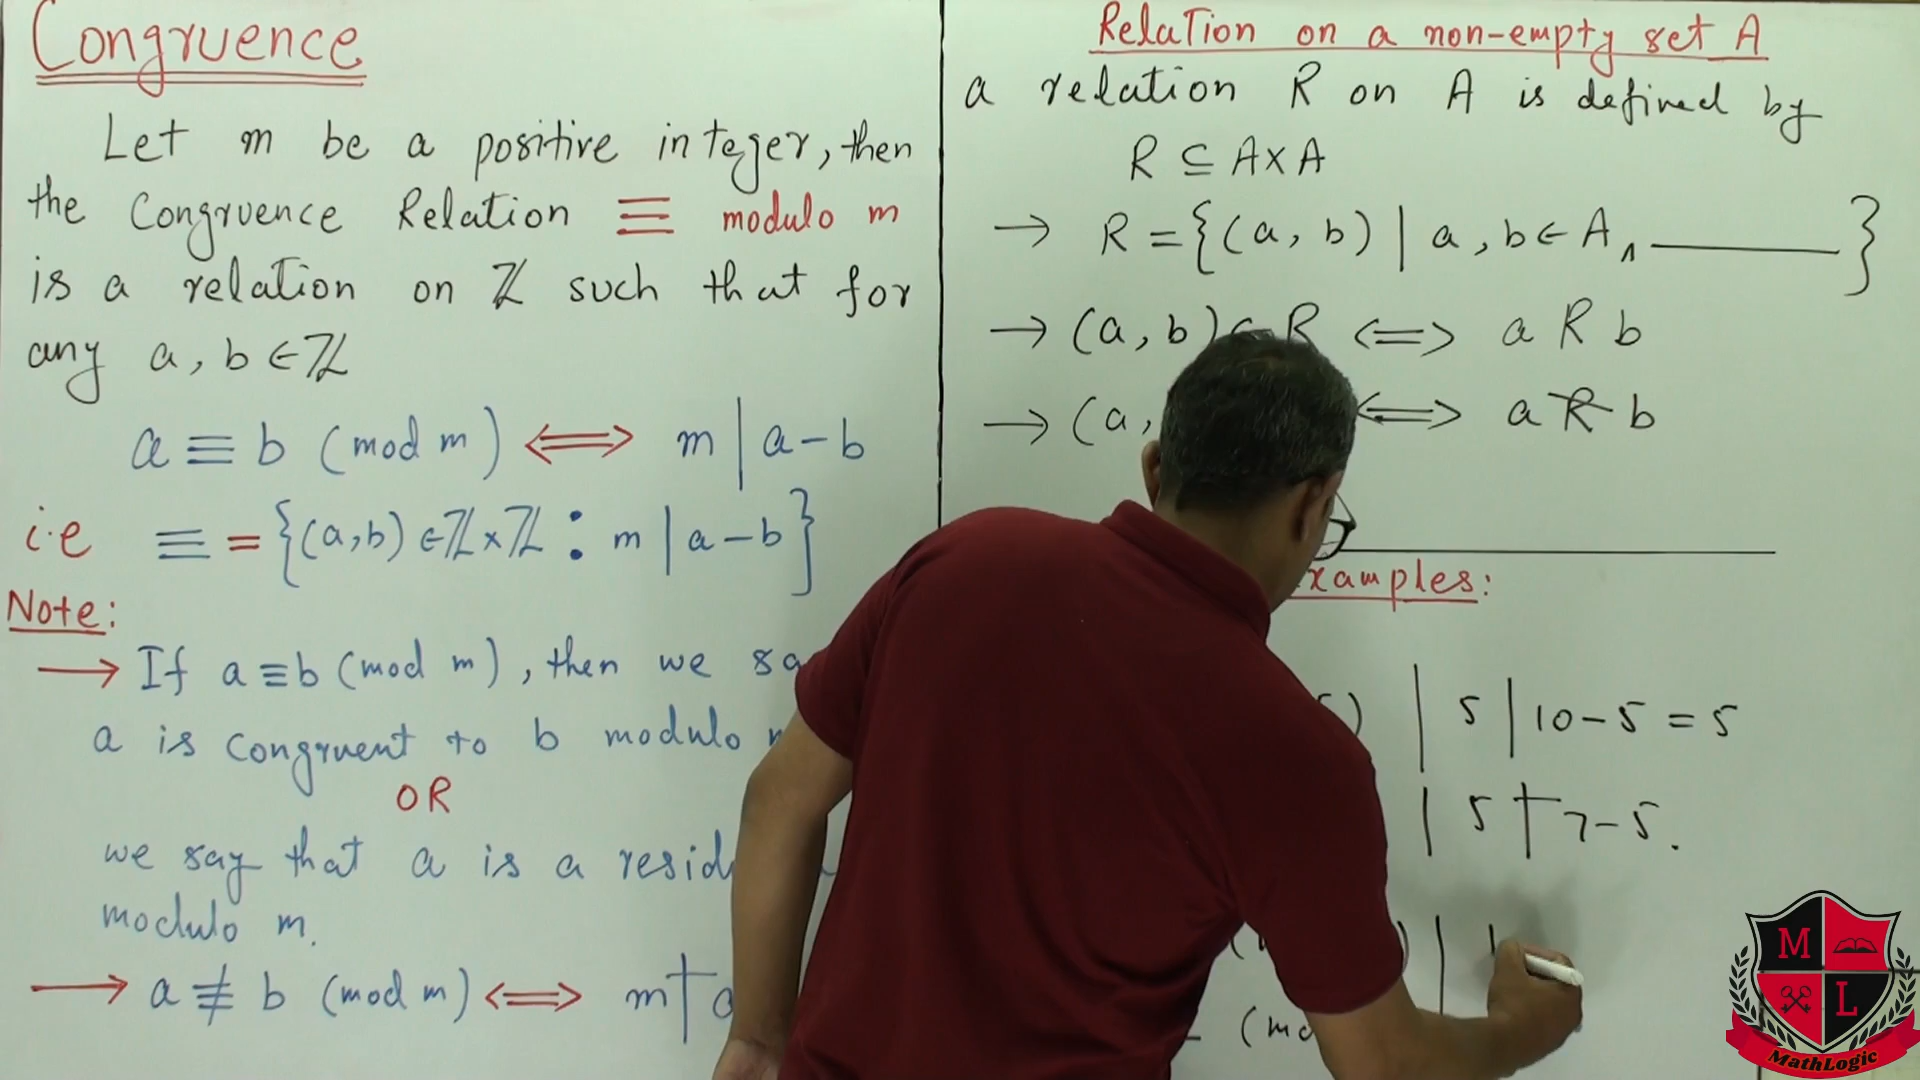 Congruence
Let m be a positive integer, then
the Congruence Relation ≡ modulo m
is a relation on ℤ such that for
any a, b ∈ ℤ
a ≡ b (mod m) ⟺ m | a-b
i.e ≡ = {(a,b) ∈ ℤ×ℤ : m | a-b}
Note:
→ If a ≡ b (mod m), then we
a is congruent to b modulo
OR
we say that a is a
modulo m.
→ a ≢ b (mod m) ⟺ m ∤
Relation on a non-empty set A
a relation R on A is defined by
R ⊆ A×A
→ R = {(a, b) | a, b ∈ A, ______}
→ (a, b) R ⟺ a R b
→ (a, ⟺ a R̸ b
xamples:
) | 5 | 10-5 = 5
| 5 ∤ 7-5.
) |
(mo
M L
MathLogic